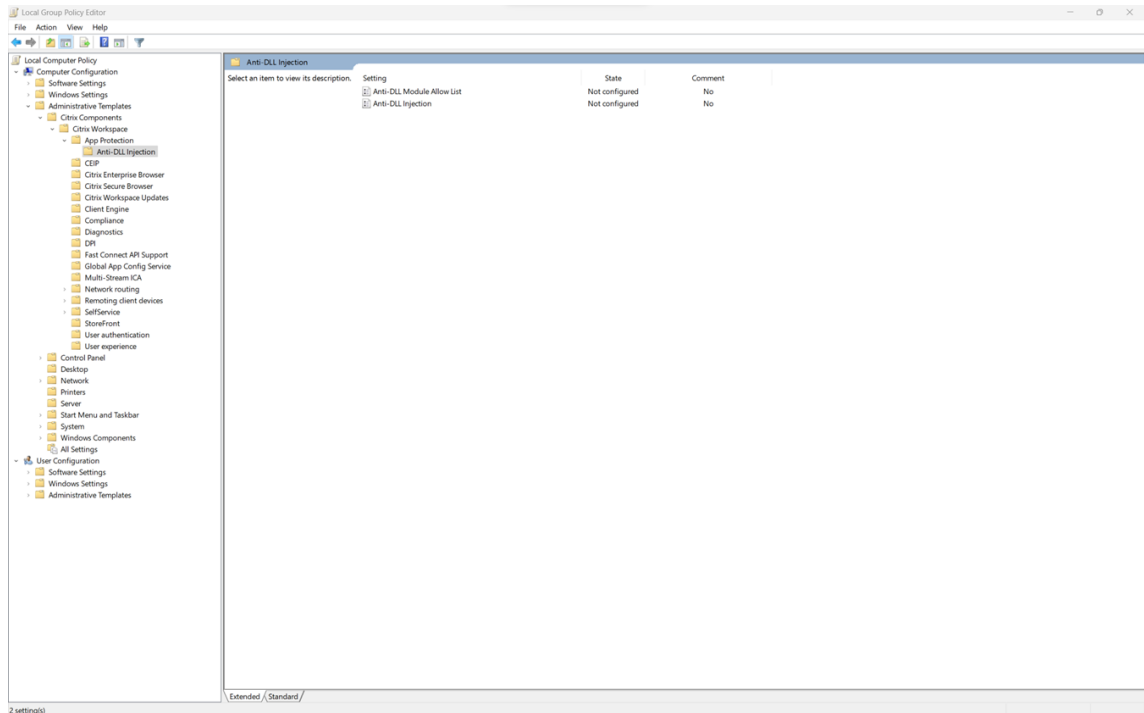 Local Group Policy Editor
File Action View Help
Local Computer Policy
Computer Configuration
Software Settings
Windows Settings
Administrative Templates
Citrix Components
Citrix Workspace
App Protection
Anti-DLL Injection
CEIP
Citrix Enterprise Browser
Citrix Secure Browser
Citrix Workspace Updates
Client Engine
Compliance
Diagnostics
DPI
Fast Connect API Support
Global App Config Service
Multi-Stream ICA
Network routing
Remoting client devices
SelfService
StoreFront
User authentication
User experience
Control Panel
Desktop
Network
Printers
Server
Start Menu and Taskbar
System
Windows Components
All Settings
User Configuration
Software Settings
Windows Settings
Administrative Templates
Anti-DLL Injection
Select an item to view its description.
Setting State Comment
Anti-DLL Module Allow List Not configured No
Anti-DLL Injection Not configured No
Extended Standard
2 setting(s)